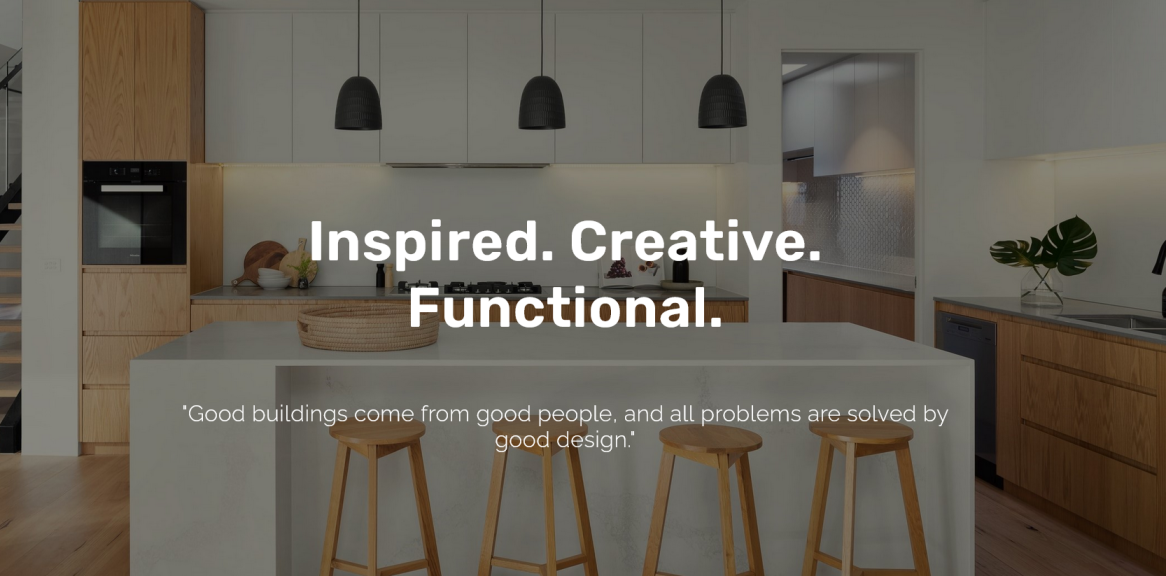 Inspired. Creative.
Functional.
"Good buildings come from good people, and all problems are solved by
good design."